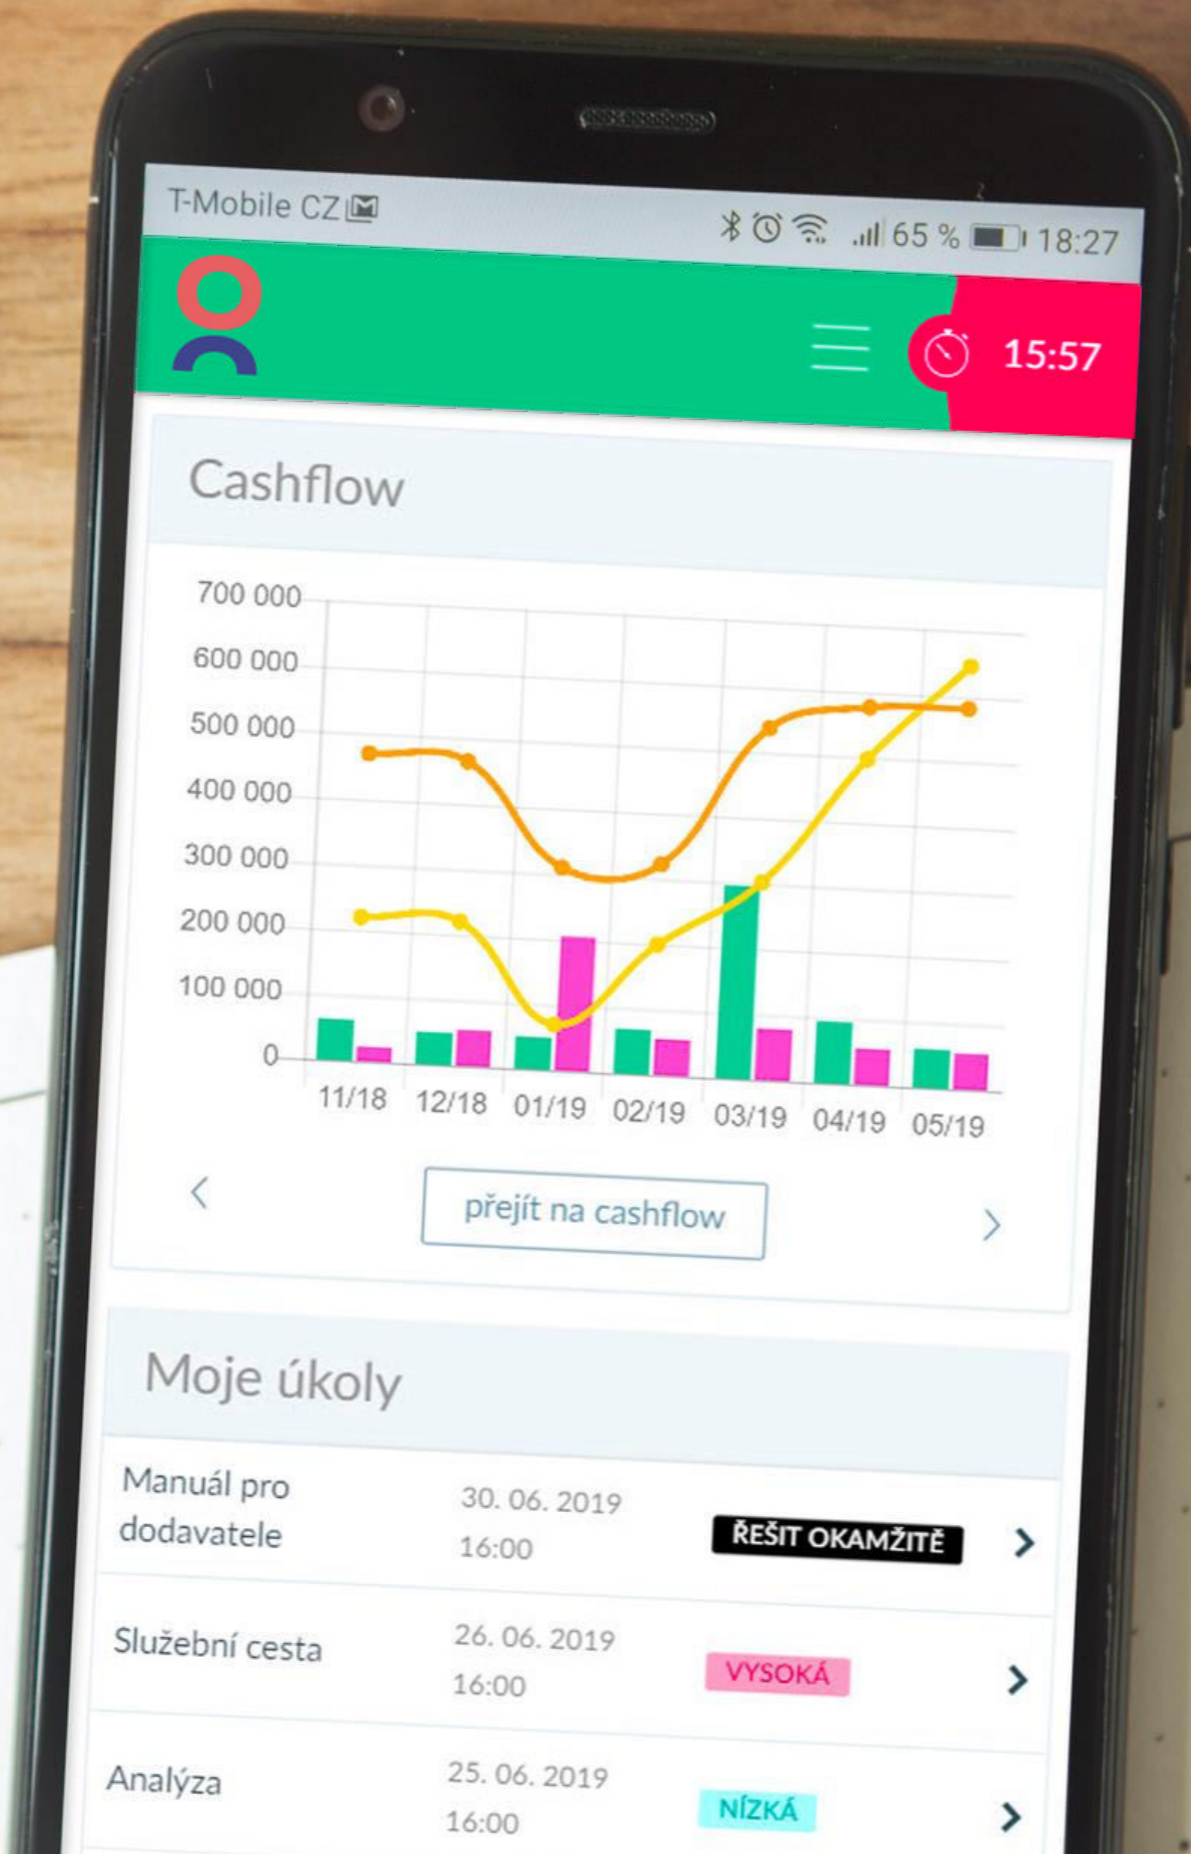 T-Mobile CZ
65 %
18:27
15:57
Cashflow
700 000
600 000
500 000
400 000
300 000
200 000
100 000
0
11/18 12/18 01/19 02/19 03/19 04/19 05/19
přejít na cashflow
Moje úkoly
Manuál pro
dodavatele
30. 06. 2019
16:00
ŘEŠIT OKAMŽITĚ
Služební cesta
26. 06. 2019
16:00
VYSOKÁ
Analýza
25. 06. 2019
16:00
NÍZKÁ